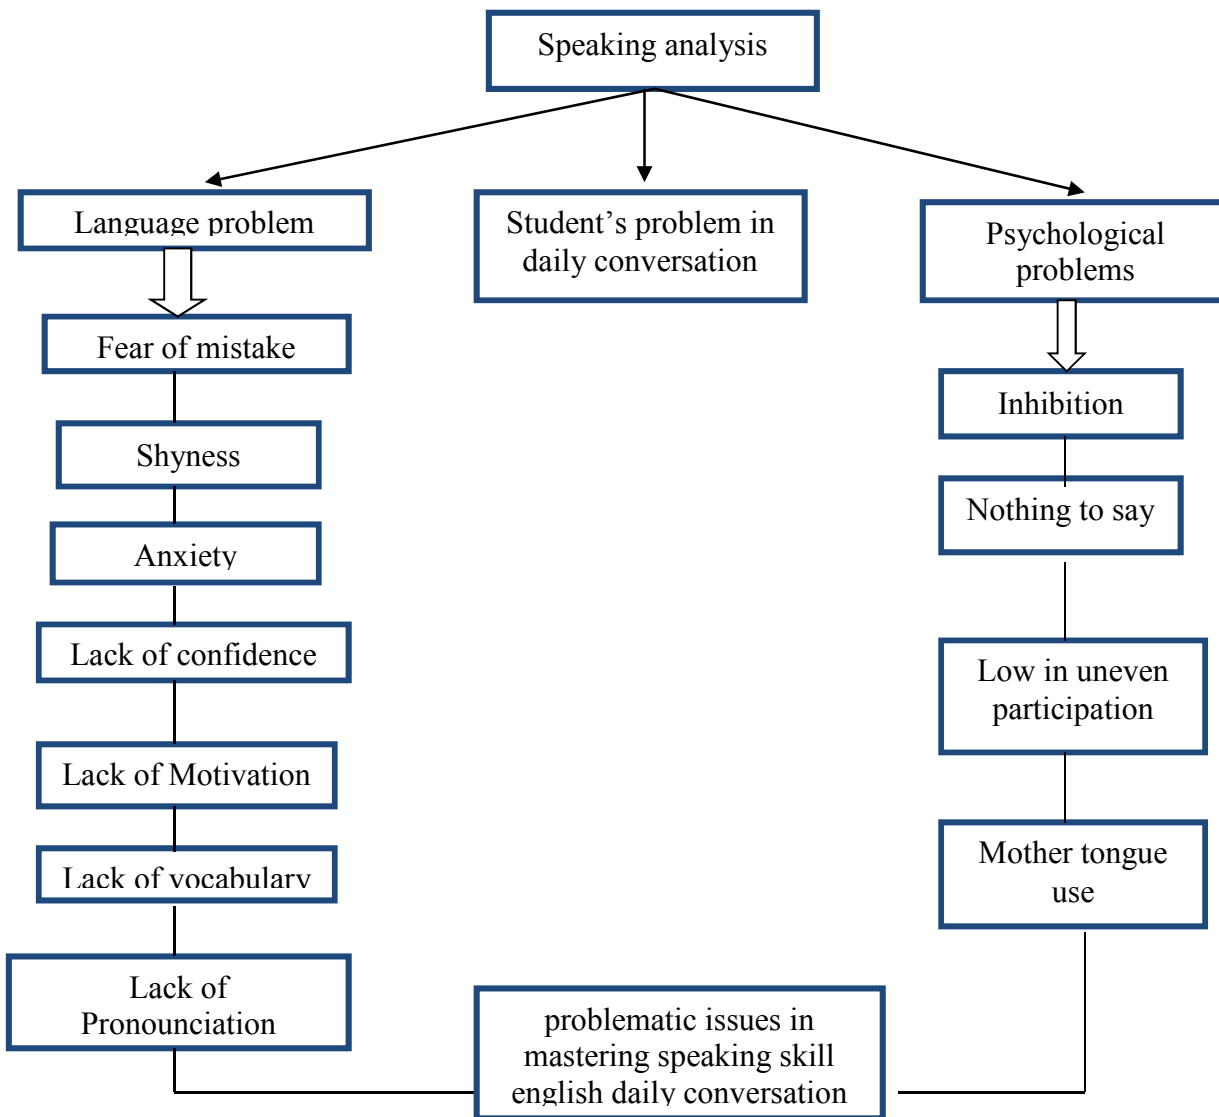 Speaking analysis
Language problem
Student’s problem in
daily conversation
Psychological
problems
Fear of mistake
Shyness
Anxiety
Lack of confidence
Lack of Motivation
Lack of vocabulary
Lack of
Pronounciation
Inhibition
Nothing to say
Low in uneven
participation
Mother tongue
use
problematic issues in
mastering speaking skill
english daily conversation